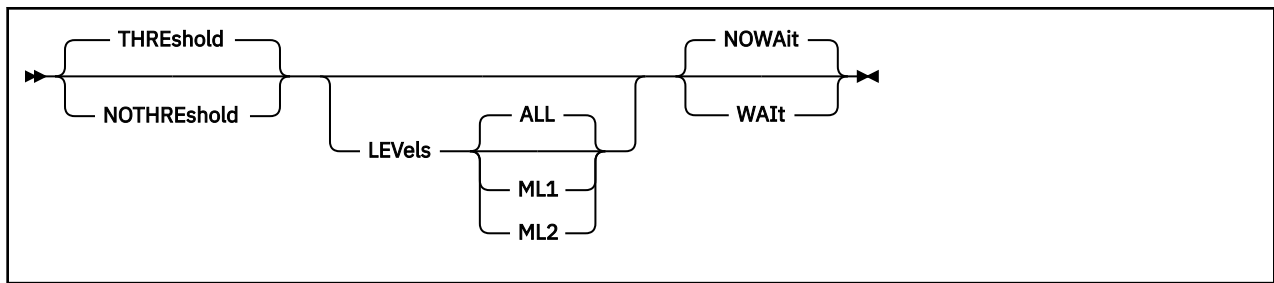 THREshold
NOTHREshold
LEVels
ALL
ML1
ML2
NOWAit
WAIt